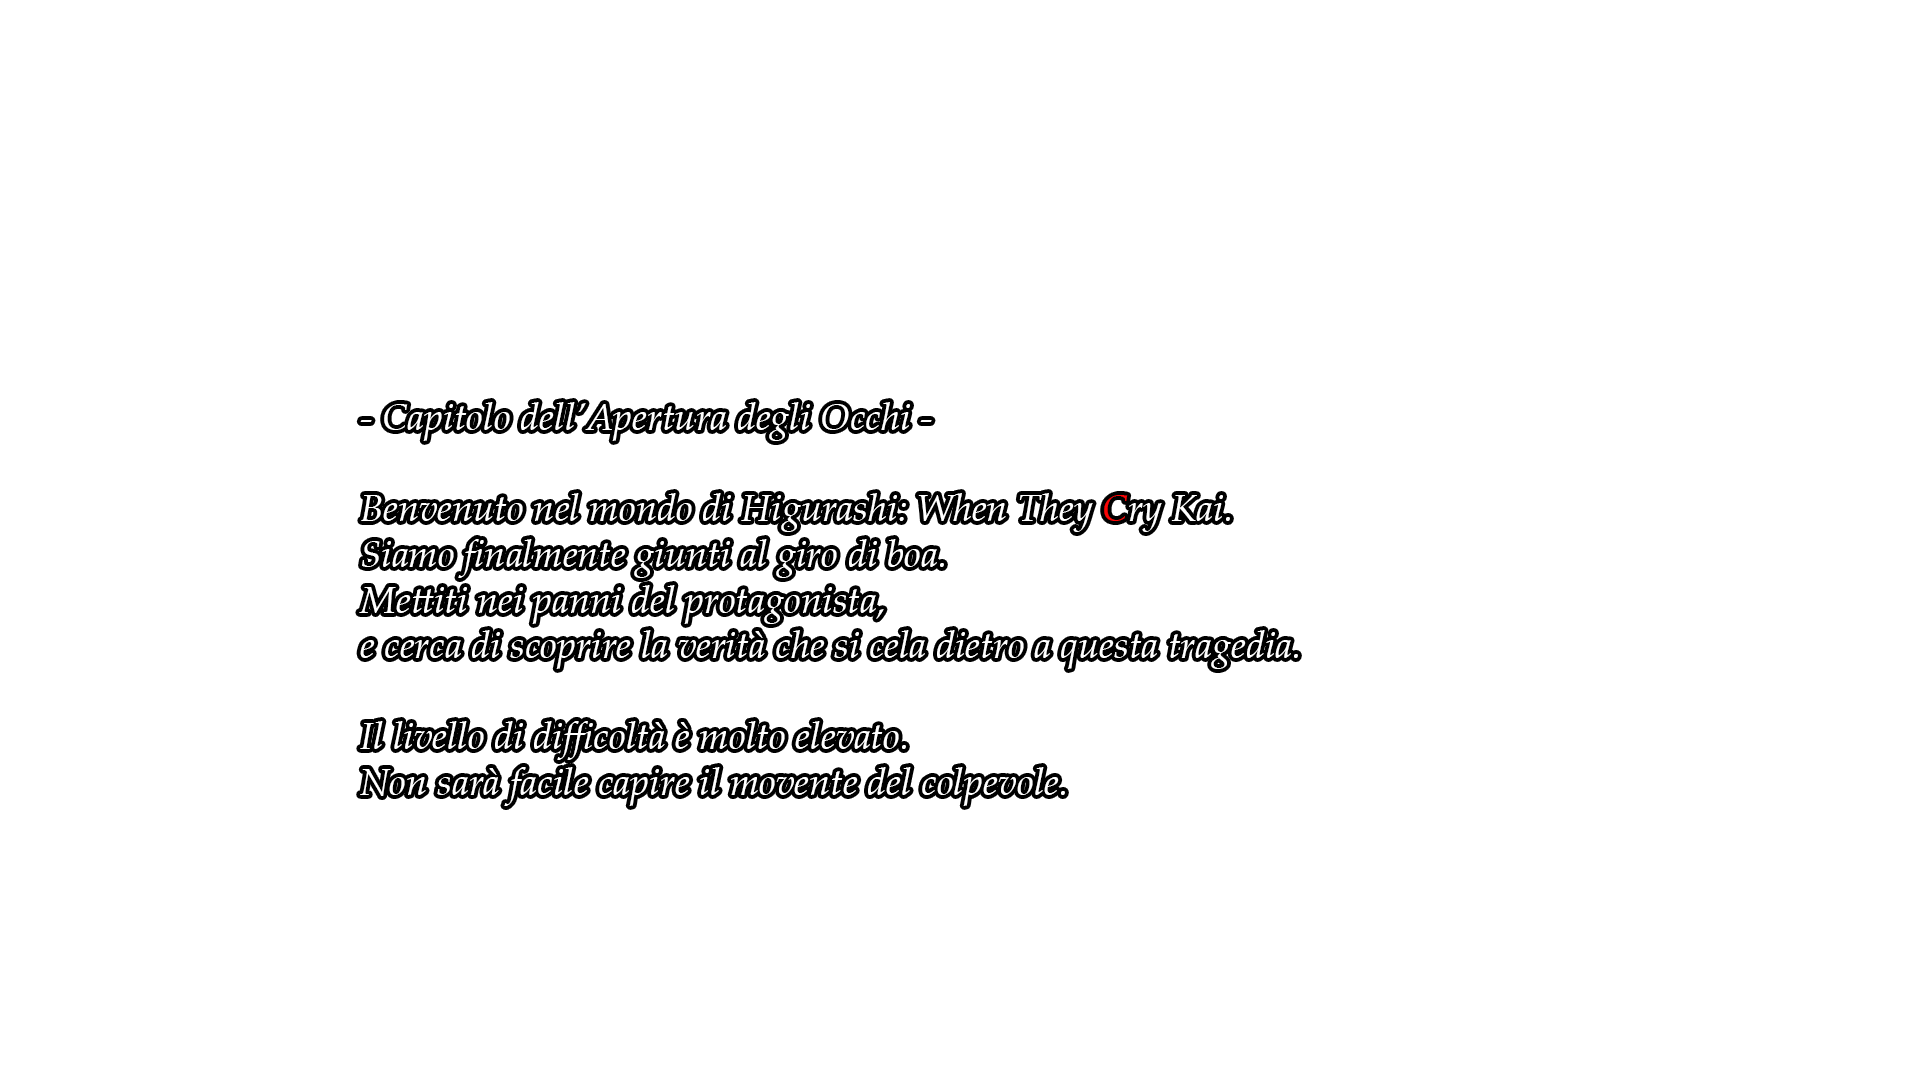 - Capitolo dell'Apertura degli Occhi -
Benvenuto nel mondo di Higurashi: When They Cry Kai.
Siamo finalmente giunti al giro di boa.
Mettiti nei panni del protagonista,
e cerca di scoprire la verità che si cela dietro a questa tragedia.
Il livello di difficoltà è molto elevato.
Non sarà facile capire il movente del colpevole.